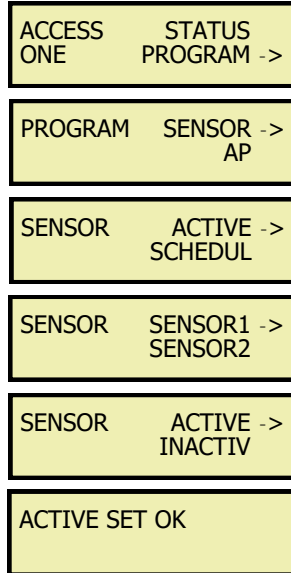 ACCESS STATUS
ONE PROGRAM ->
PROGRAM SENSOR ->
AP
SENSOR ACTIVE ->
SCHEDUL
SENSOR SENSOR1 ->
SENSOR2
SENSOR ACTIVE ->
INACTIV
ACTIVE SET OK